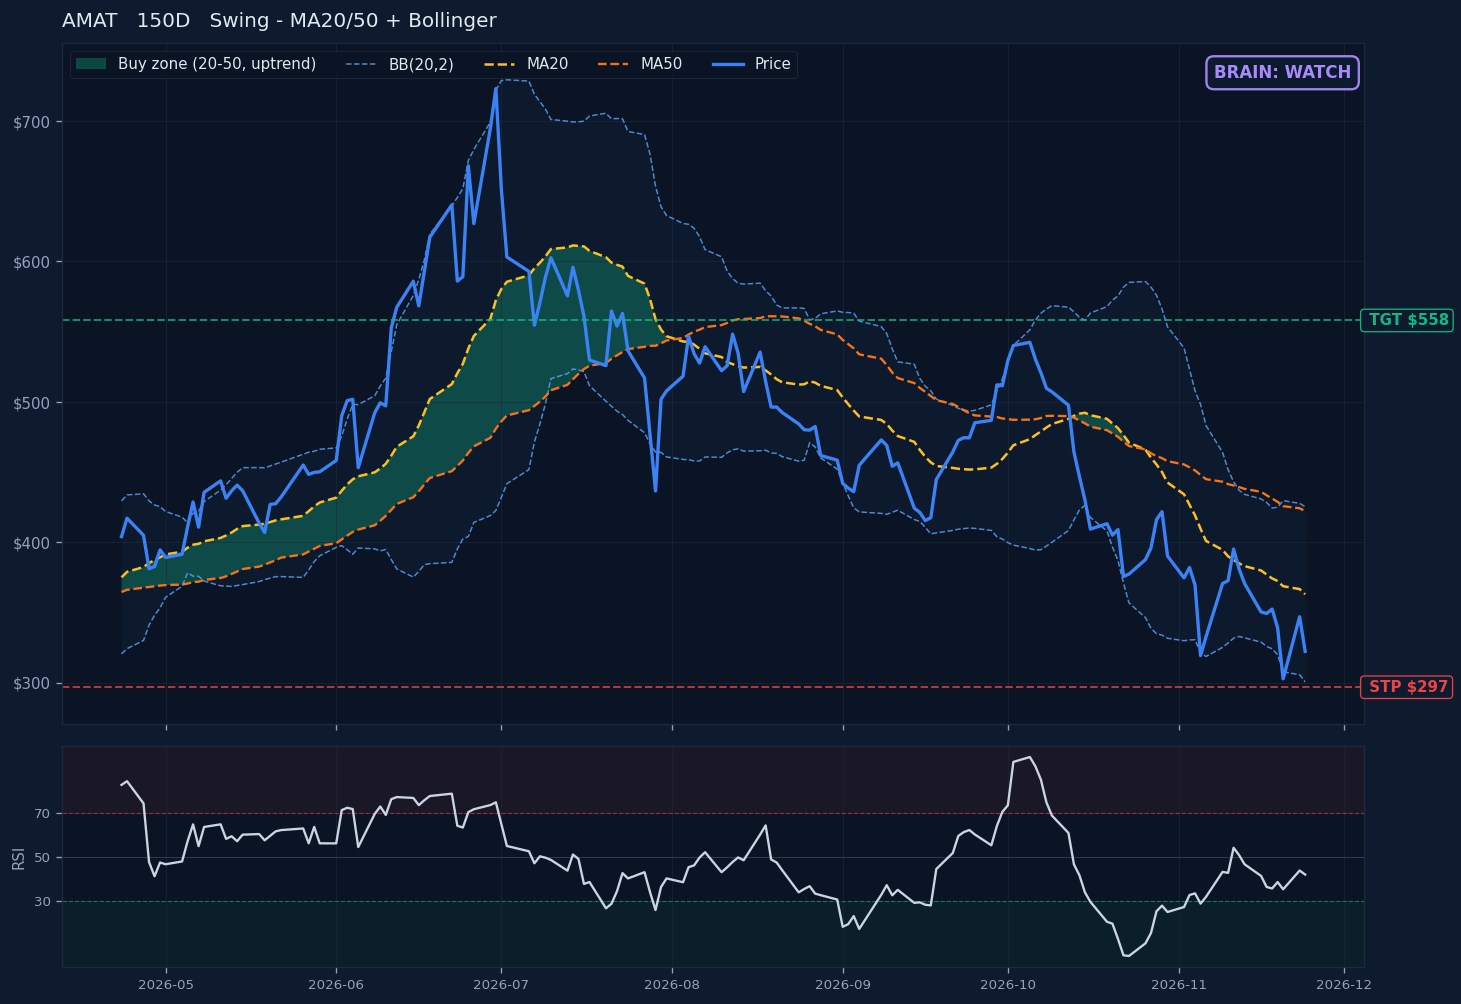 AMAT 150D Swing - MA20/50 + Bollinger
Buy zone (20-50, uptrend) BB(20,2) MA20 MA50 Price
BRAIN: WATCH
$700
$600
TGT $558
$500
$400
$300
STP $297
RSI
70
50
30
2026-05 2026-06 2026-07 2026-08 2026-09 2026-10 2026-11 2026-12